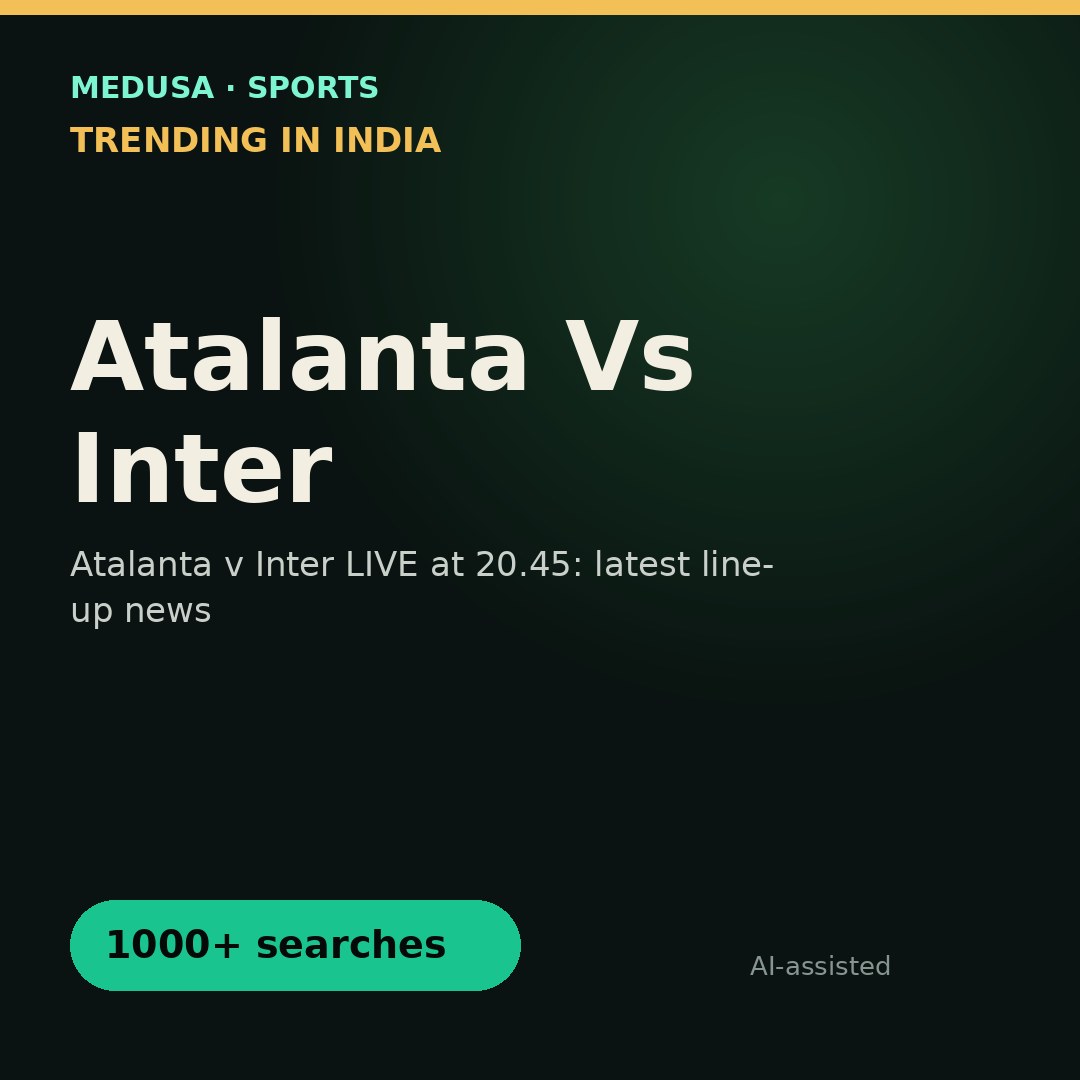 MEDUSA · SPORTS
TRENDING IN INDIA
Atalanta Vs
Inter
Atalanta v Inter LIVE at 20.45: latest line-
up news
1000+ searches
AI-assisted